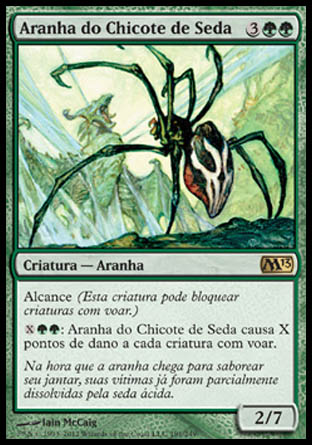 Aranha do Chicote de Seda 3
Criatura — Aranha M13
Alcance (Esta criatura pode bloquear
criaturas com voar.)
X: Aranha do Chicote de Seda causa X
pontos de dano a cada criatura com voar.
Na hora que a aranha chega para saborear
seu jantar, suas vítimas já foram parcialmente
dissolvidas pela seda ácida.
Iain McCaig
2/7